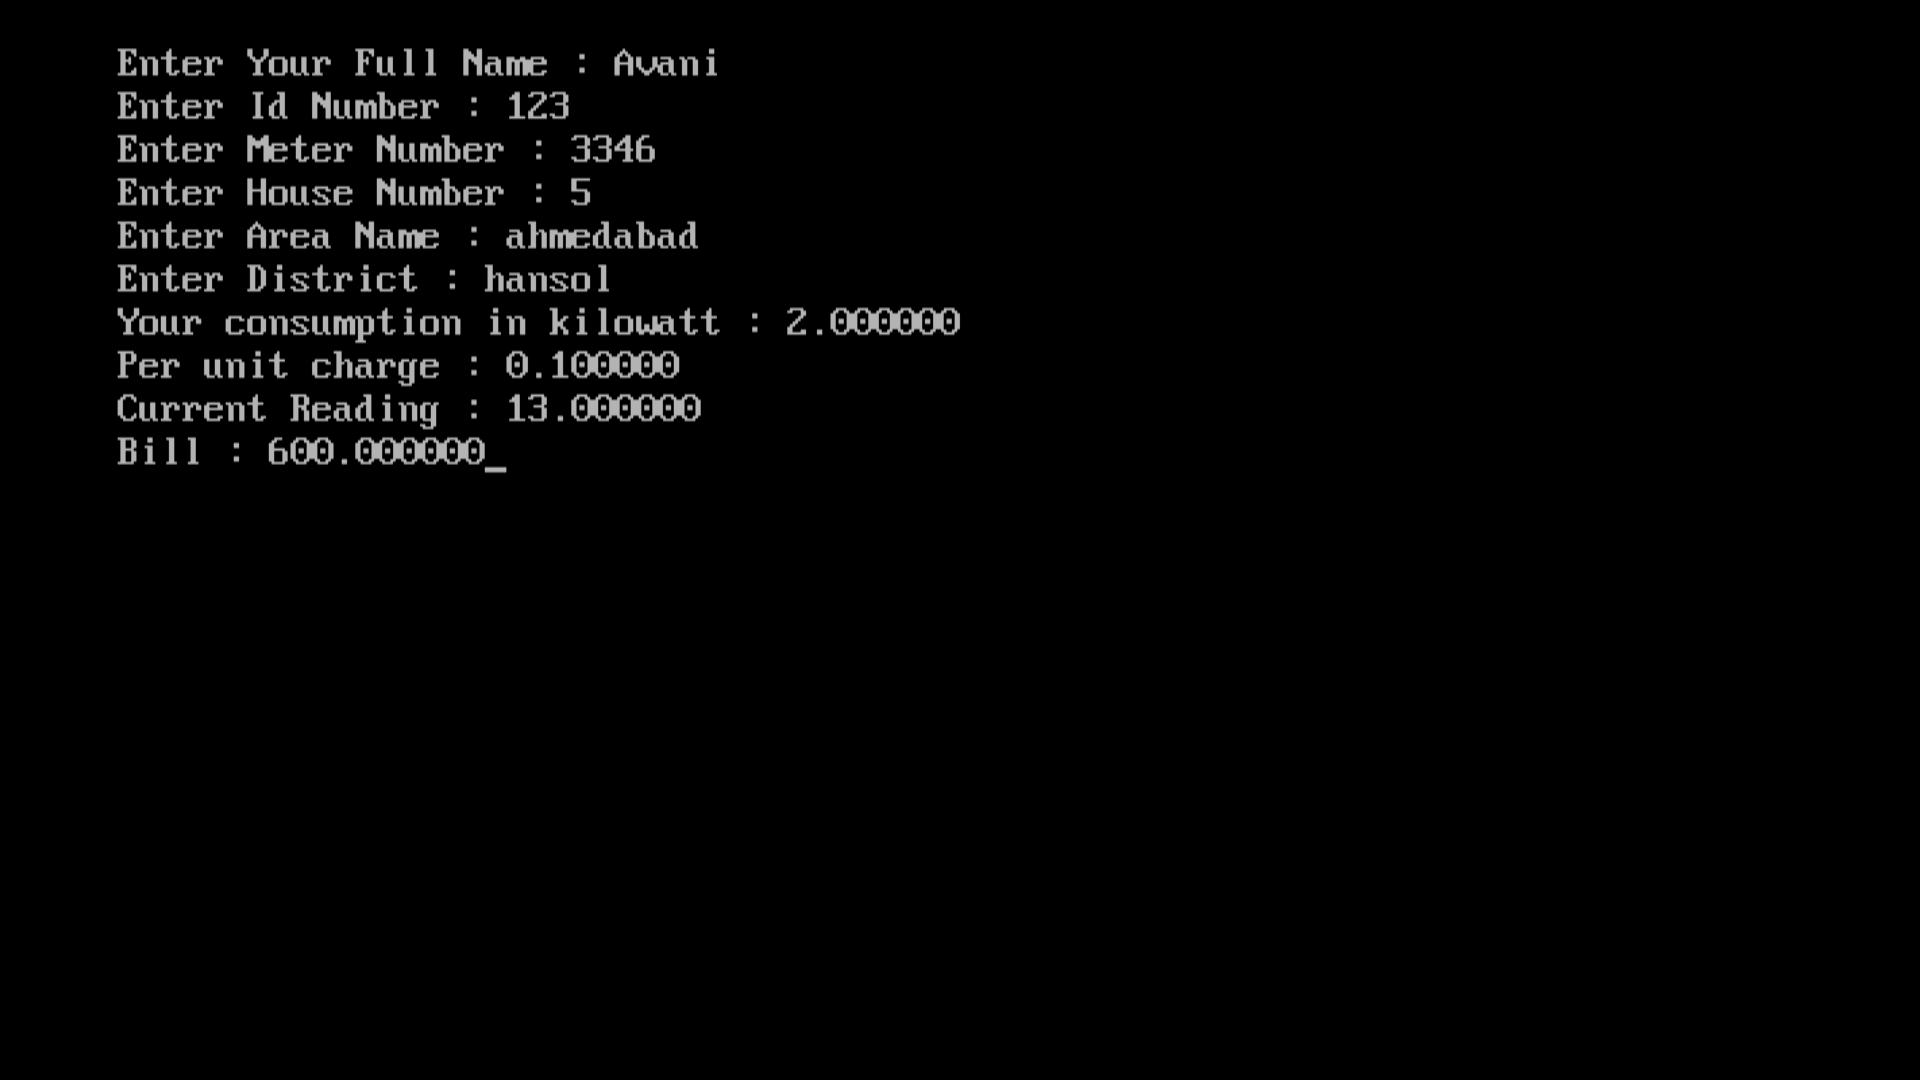 Enter Your Full Name : Avani
Enter Id Number : 123
Enter Meter Number : 3346
Enter House Number : 5
Enter Area Name : ahmedabad
Enter District : hansol
Your consumption in kilowatt : 2.000000
Per unit charge : 0.100000
Current Reading : 13.000000
Bill : 600.000000_